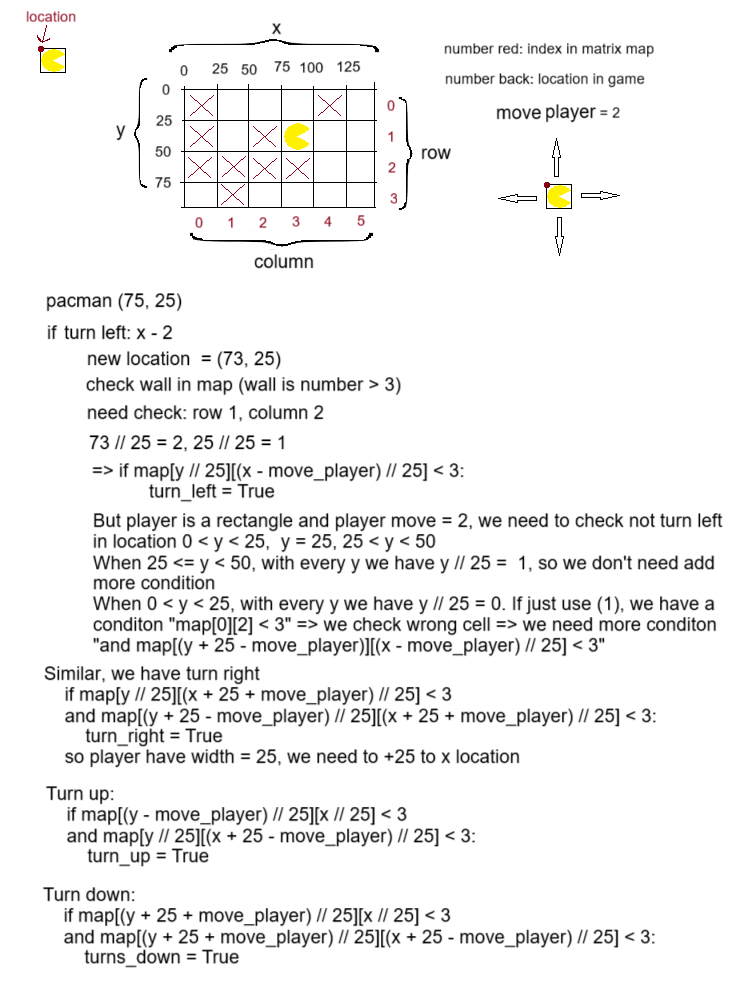 location
x
number red: index in matrix map
0 25 50 75 100 125
number back: location in game
0
0
move player = 2
25
1
y
50
row
2
75
3
0 1 2 3 4 5
column
pacman (75, 25)
if turn left: x - 2
new location = (73, 25)
check wall in map (wall is number > 3)
need check: row 1, column 2
73 // 25 = 2, 25 // 25 = 1
=> if map[y // 25][(x - move_player) // 25] < 3:
turn_left = True
But player is a rectangle and player move = 2, we need to check not turn left
in location 0 < y < 25, y = 25, 25 < y < 50
When 25 <= y < 50, with every y we have y // 25 = 1, so we don't need add
more condition
When 0 < y < 25, with every y we have y // 25 = 0. If just use (1), we have a
conditon "map[0][2] < 3" => we check wrong cell => we need more conditon
"and map[(y + 25 - move_player)][(x - move_player) // 25] < 3"
Similar, we have turn right
if map[y // 25][(x + 25 + move_player) // 25] < 3
and map[(y + 25 - move_player) // 25][(x + 25 + move_player) // 25] < 3:
turn_right = True
so player have width = 25, we need to +25 to x location
Turn up:
if map[(y - move_player) // 25][x // 25] < 3
and map[y // 25][(x + 25 - move_player) // 25] < 3:
turn_up = True
Turn down:
if map[(y + 25 + move_player) // 25][x // 25] < 3
and map[(y + 25 + move_player) // 25][(x + 25 - move_player) // 25] < 3:
turns_down = True